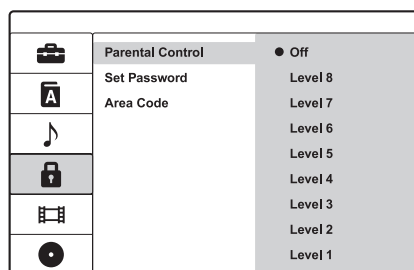 Parental Control
Set Password
Area Code
A
Off
Level 8
Level 7
Level 6
Level 5
Level 4
Level 3
Level 2
Level 1